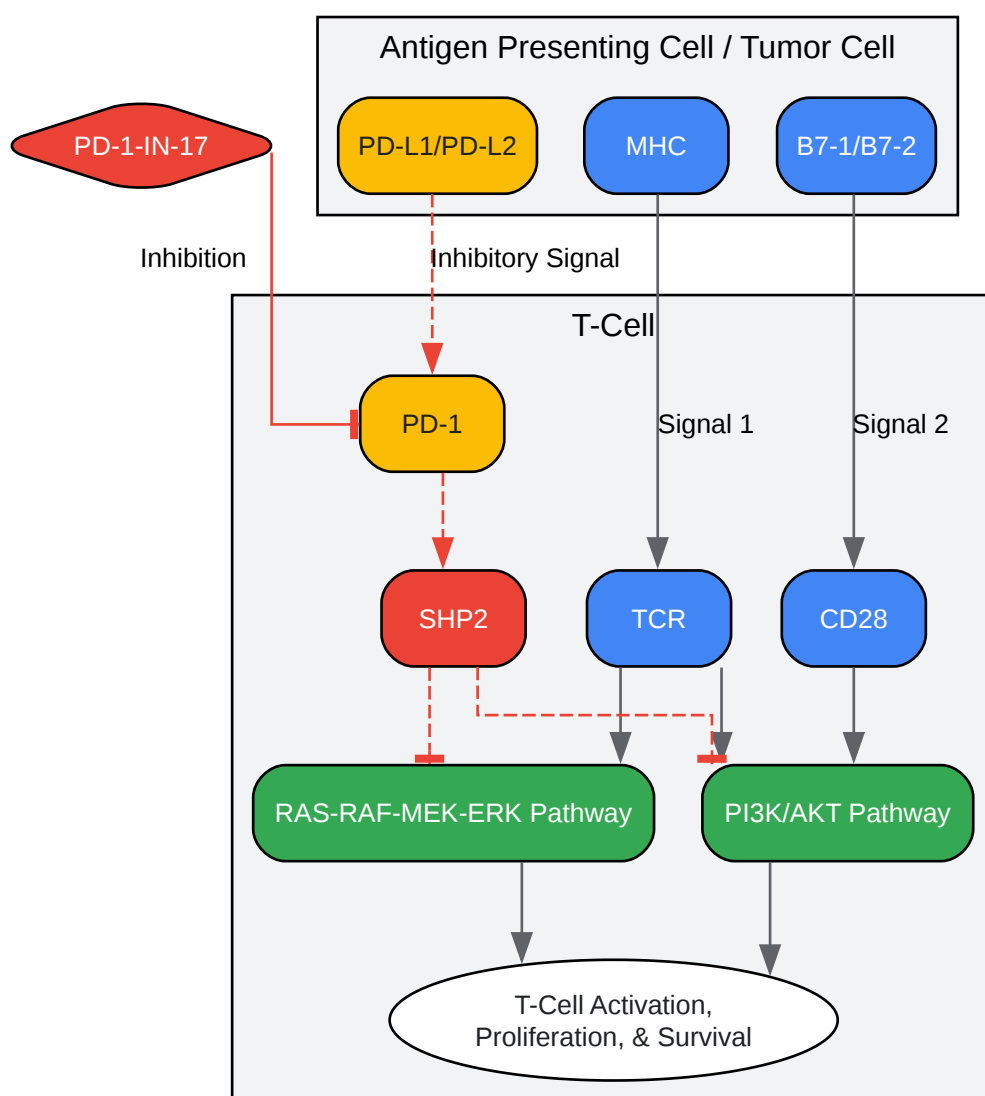 Antigen Presenting Cell / Tumor Cell
PD-1-IN-17
PD-L1/PD-L2
MHC
B7-1/B7-2
Inhibition
Inhibitory Signal
T-Cell
PD-1
Signal 1
Signal 2
SHP2
TCR
CD28
RAS-RAF-MEK-ERK Pathway
PI3K/AKT Pathway
T-Cell Activation,
Proliferation, & Survival